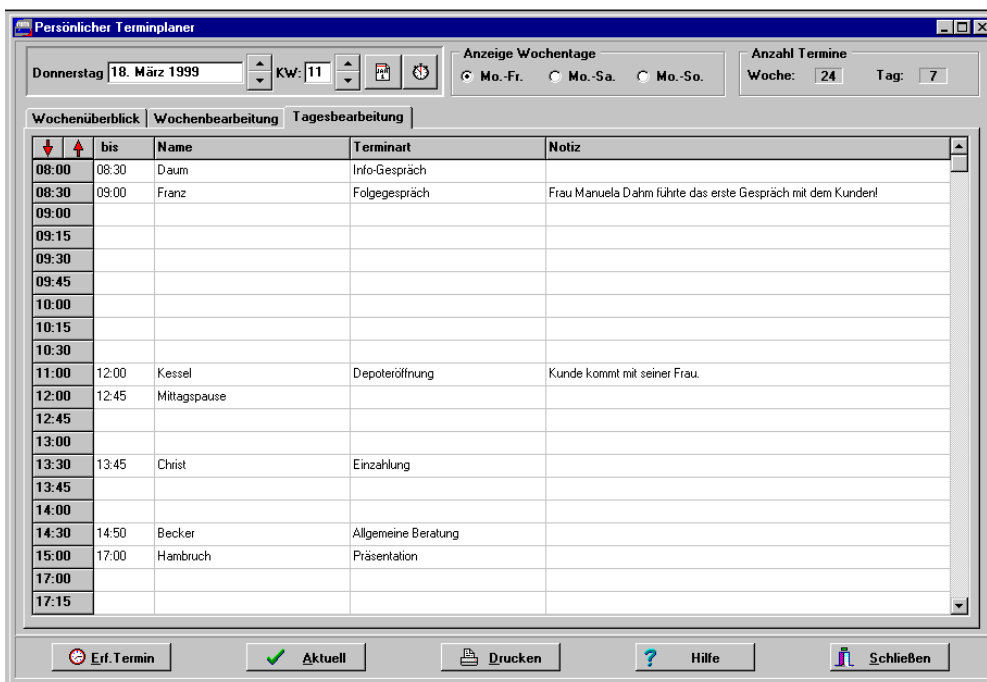 Persönlicher Terminplaner
Donnerstag 18. März 1999 KW: 11 JAN 1
Anzeige Wochentage
Mo.-Fr. Mo.-Sa. Mo.-So.
Anzahl Termine
Woche: 24 Tag: 7
Wochenüberblick Wochenbearbeitung Tagesbearbeitung
bis Name Terminart Notiz
08:00 08:30 Daum Info-Gespräch
08:30 09:00 Franz Folgegespräch Frau Manuela Dahm führte das erste Gespräch mit dem Kunden!
09:00
09:15
09:30
09:45
10:00
10:15
10:30
11:00 12:00 Kessel Depoteröffnung Kunde kommt mit seiner Frau.
12:00 12:45 Mittagspause
12:45
13:00
13:30 13:45 Christ Einzahlung
13:45
14:00
14:30 14:50 Becker Allgemeine Beratung
15:00 17:00 Hambruch Präsentation
17:00
17:15
Erf.Termin Aktuell Drucken Hilfe Schließen